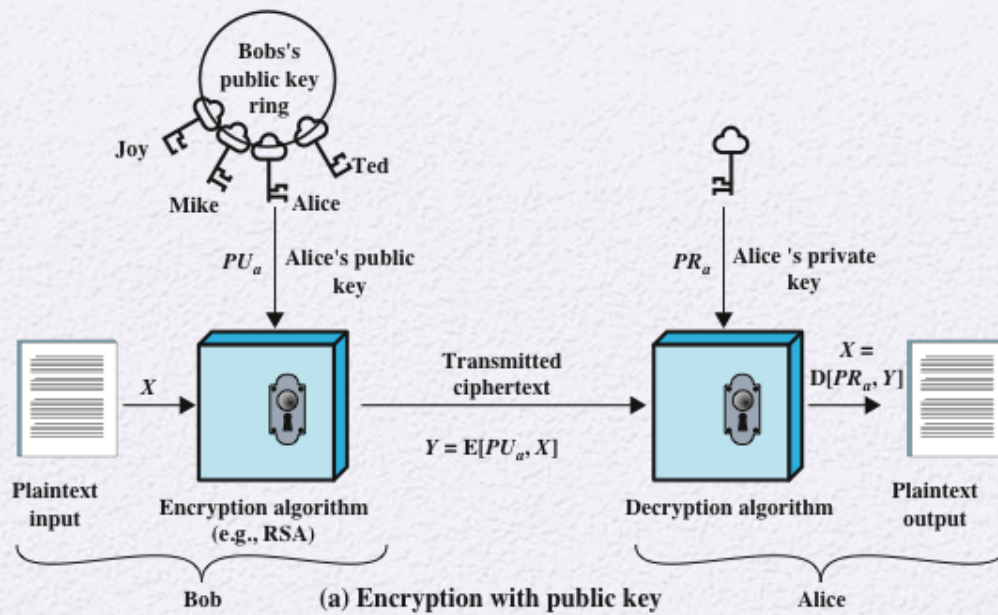 Bobs's
public key
ring
Joy
Ted
Mike
Alice
PUa
Alice's public
key
PRa
Alice 's private
key
X
Transmitted
ciphertext
X =
D[PRa, Y]
Y = E[PUa, X]
Plaintext
input
Encryption algorithm
(e.g., RSA)
Decryption algorithm
Plaintext
output
Bob
(a) Encryption with public key
Alice